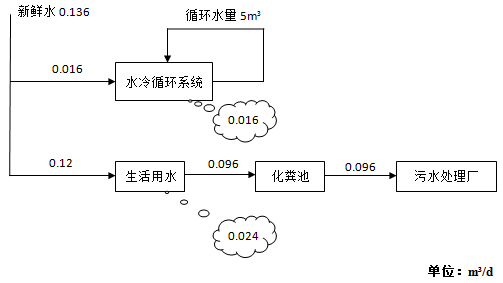 新鲜水 0.136
循环水量 5m³
0.016
水冷循环系统
0.016
0.12
生活用水
0.096
化粪池
0.096
污水处理厂
0.024
单位：m³/d